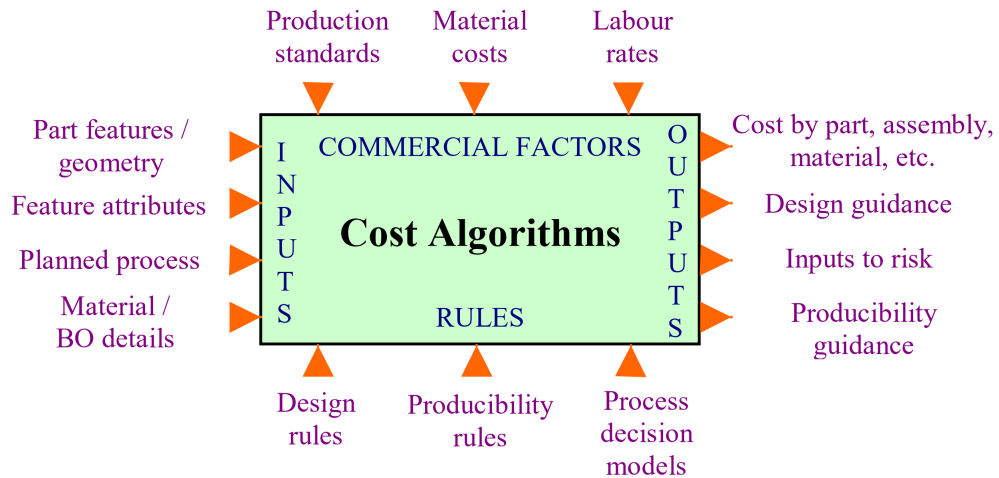 Production
standards
Material
costs
Labour
rates
Part features /
geometry
Feature attributes
Planned process
Material /
BO details
INPUTS
COMMERCIAL FACTORS
Cost Algorithms
RULES
OUTPUTS
Cost by part, assembly,
material, etc.
Design guidance
Inputs to risk
Producibility
guidance
Design
rules
Producibility
rules
Process
decision
models